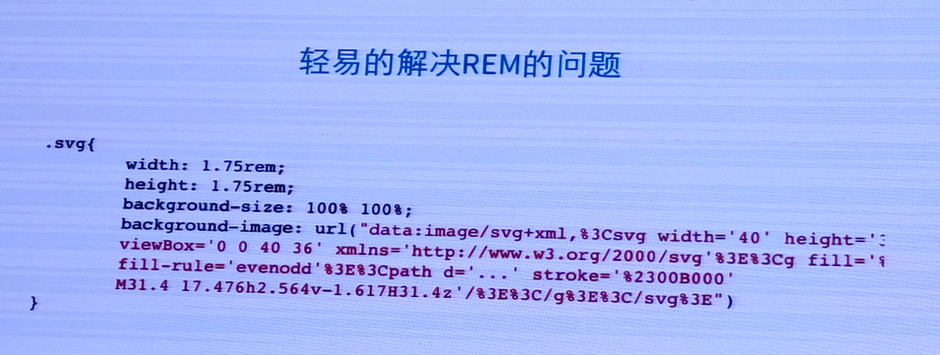 轻易的解决REM的问题
.svg{
width: 1.75rem;
height: 1.75rem;
background-size: 100% 100%;
background-image: url("data:image/svg+xml,%3Csvg width='40' height='
viewBox='0 0 40 36' xmlns='http://www.w3.org/2000/svg'%3E%3Cg fill='
fill-rule='evenodd'%3E%3Cpath d='...' stroke='%2300B000'
M31.4 17.476h2.564v-1.617H31.4z'/%3E%3C/g%3E%3C/svg%3E")
}